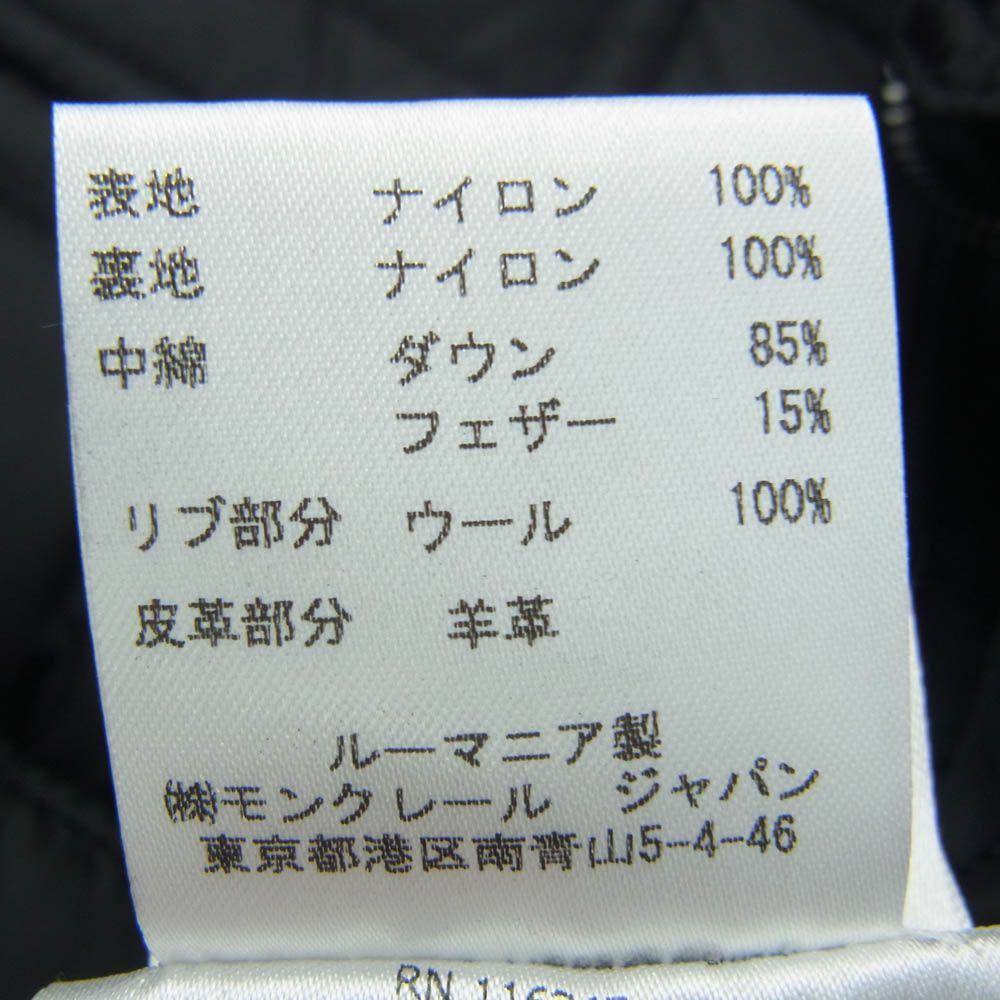 表地 ナイロン 100%
裏地 ナイロン 100%
中綿 ダウン 85%
フェザー 15%
リブ部分 ウール 100%
皮革部分 羊革
ルーマニア製
㈱モンクレール ジャパン
東京都港区南青山5-4-46
RN